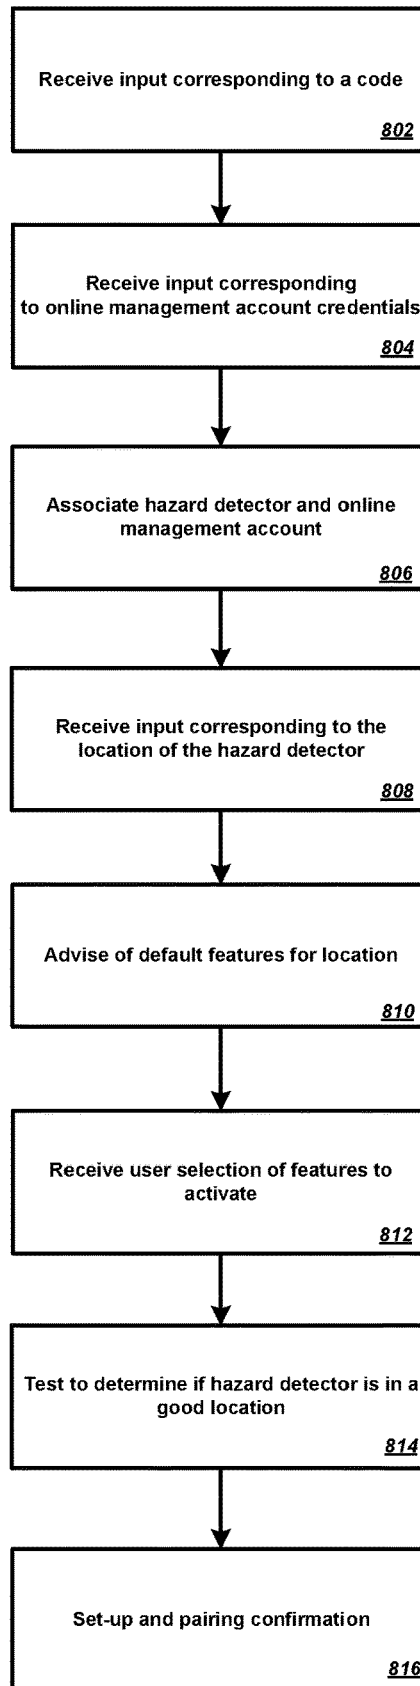 Receive input corresponding to a code
802
Receive input corresponding
to online management account credentials
804
Associate hazard detector and online
management account
806
Receive input corresponding to the
location of the hazard detector
808
Advise of default features for location
810
Receive user selection of features to
activate
812
Test to determine if hazard detector is in a
good location
814
Set-up and pairing confirmation
816